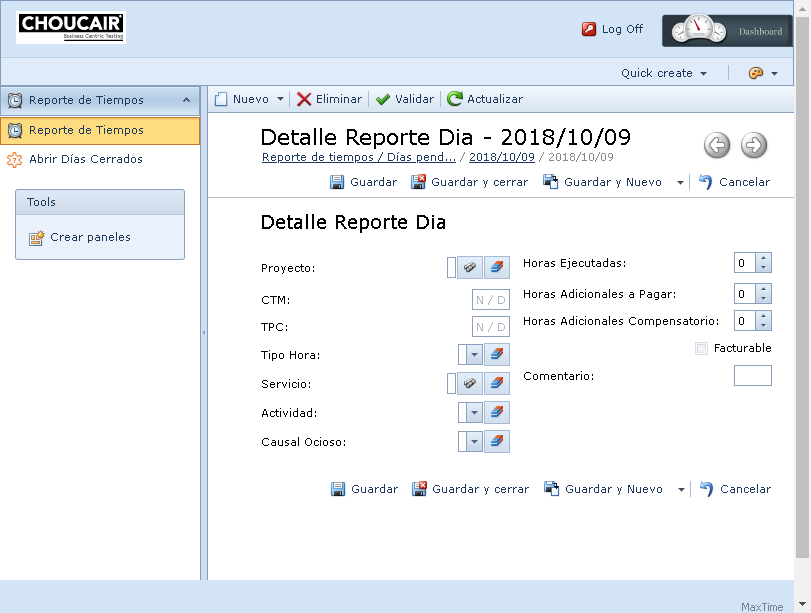 CHOUCAIR
Business Centric Testing
Log Off
Dashboard
Quick create
Reporte de Tiempos
Reporte de Tiempos
Abrir Días Cerrados
Tools
Crear paneles
Nuevo
Eliminar
Validar
Actualizar
Detalle Reporte Dia - 2018/10/09
Reporte de tiempos / Días pend... / 2018/10/09 / 2018/10/09
Guardar
Guardar y cerrar
Guardar y Nuevo
Cancelar
Detalle Reporte Dia
Proyecto:
CTM: N / D
TPC: N / D
Tipo Hora:
Servicio:
Actividad:
Causal Ocioso:
Horas Ejecutadas: 0
Horas Adicionales a Pagar: 0
Horas Adicionales Compensatorio: 0
Facturable
Comentario:
Guardar
Guardar y cerrar
Guardar y Nuevo
Cancelar
MaxTime